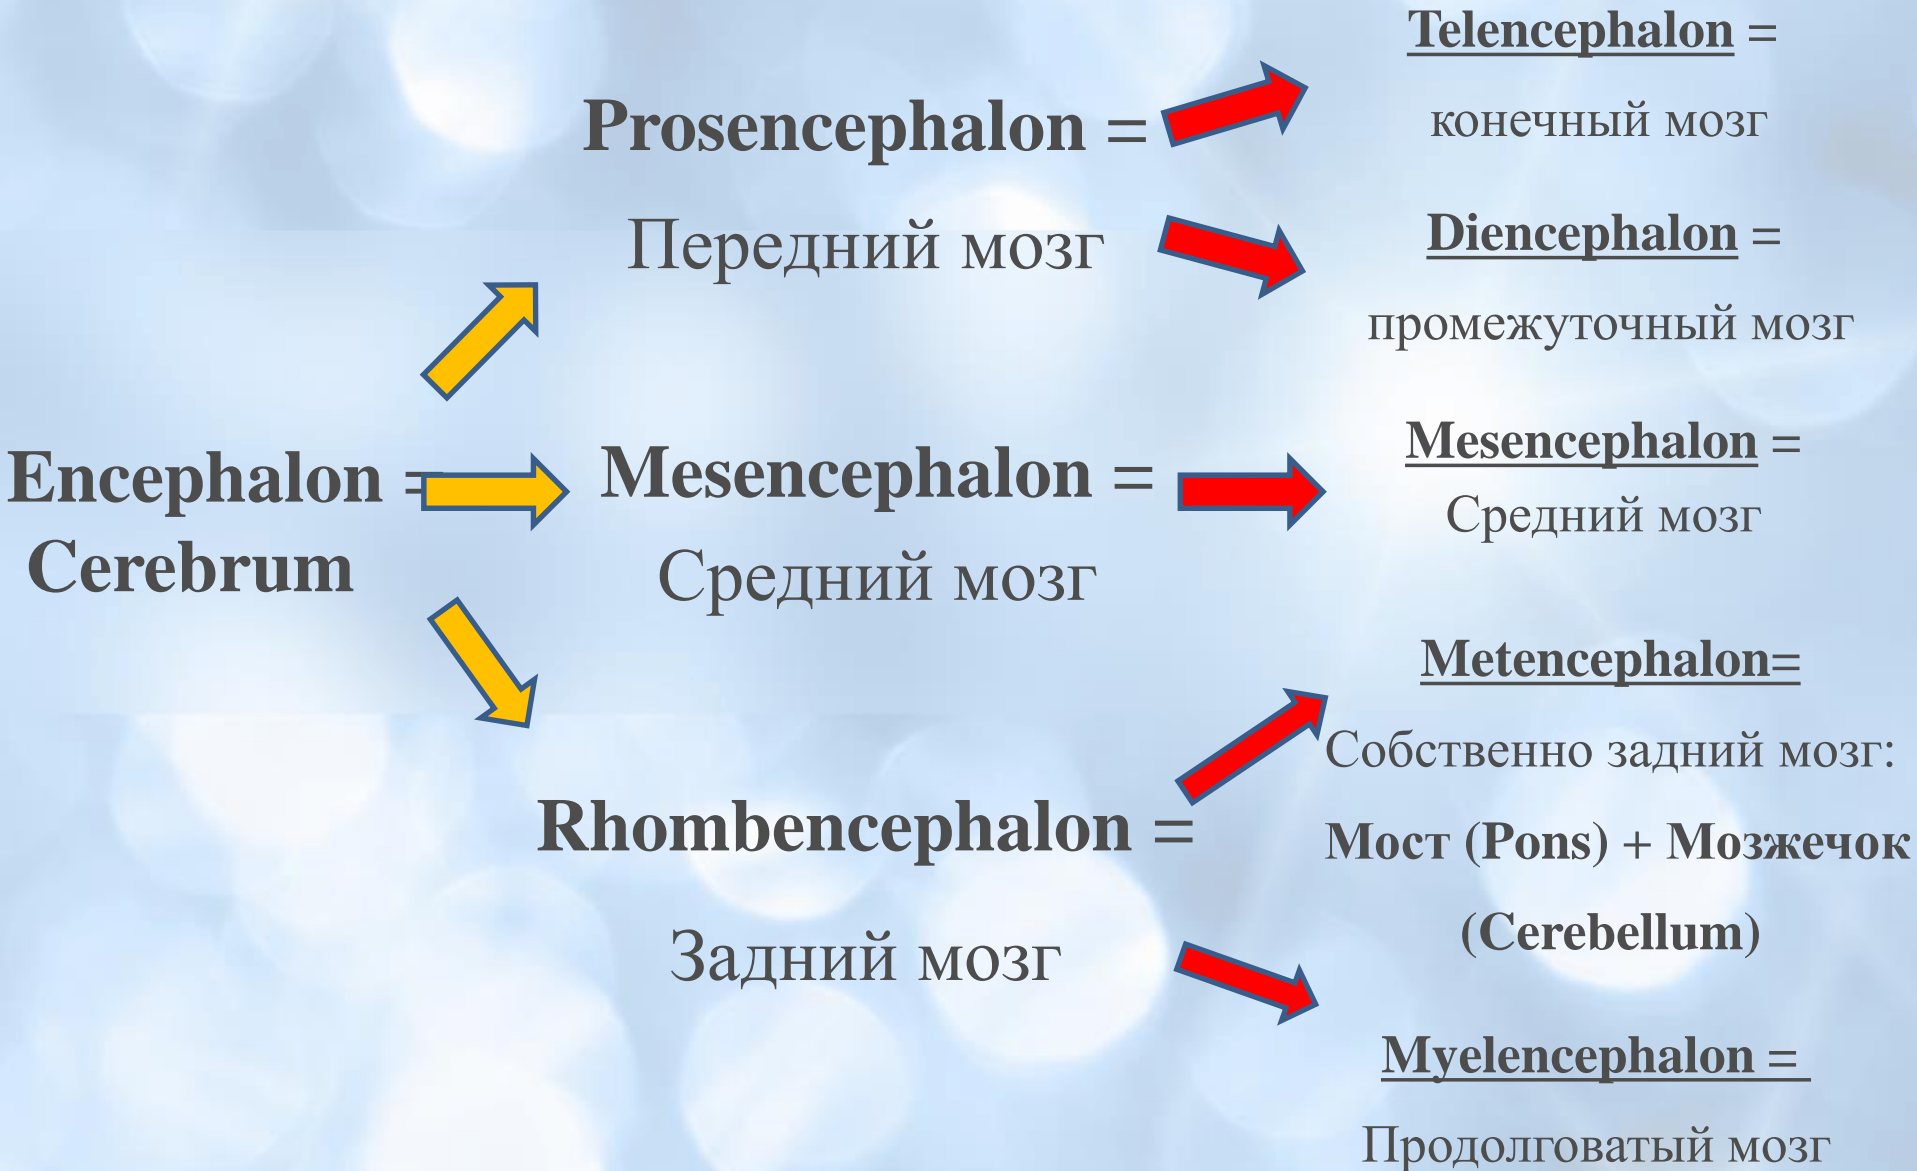 Encephalon =
Cerebrum
Prosencephalon =
Передний мозг
Mesencephalon =
Средний мозг
Rhombencephalon =
Задний мозг
Telencephalon =
конечный мозг
Diencephalon =
промежуточный мозг
Mesencephalon =
Средний мозг
Metencephalon=
Собственно задний мозг:
Мост (Pons) + Мозжечок
(Cerebellum)
Myelencephalon =
Продолговатый мозг